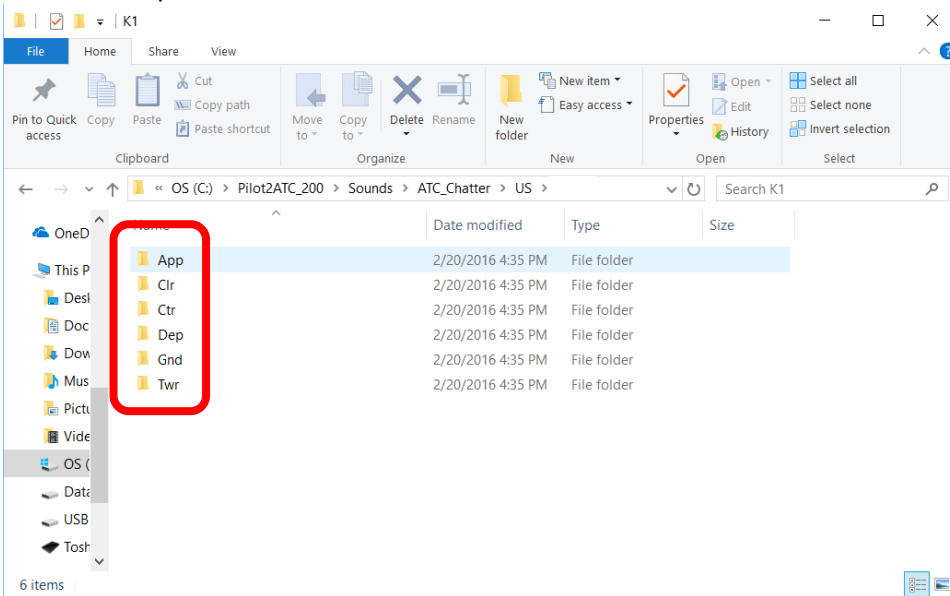 K1
File Home Share View
Pin to Quick access Copy Paste Cut Copy path Paste shortcut Move to Copy to Delete Rename New folder New item Easy access Properties Open Edit History Select all Select none Invert selection
Clipboard Organize New Open Select
« OS (C:) > Pilot2ATC_200 > Sounds > ATC_Chatter > US > Search K1
Name Date modified Type Size
App 2/20/2016 4:35 PM File folder
Clr 2/20/2016 4:35 PM File folder
Ctr 2/20/2016 4:35 PM File folder
Dep 2/20/2016 4:35 PM File folder
Gnd 2/20/2016 4:35 PM File folder
Twr 2/20/2016 4:35 PM File folder
OneD
This P
Desk
Doc
Dow
Mus
Pictu
Vide
OS (
Data
USB
Tosh
6 items